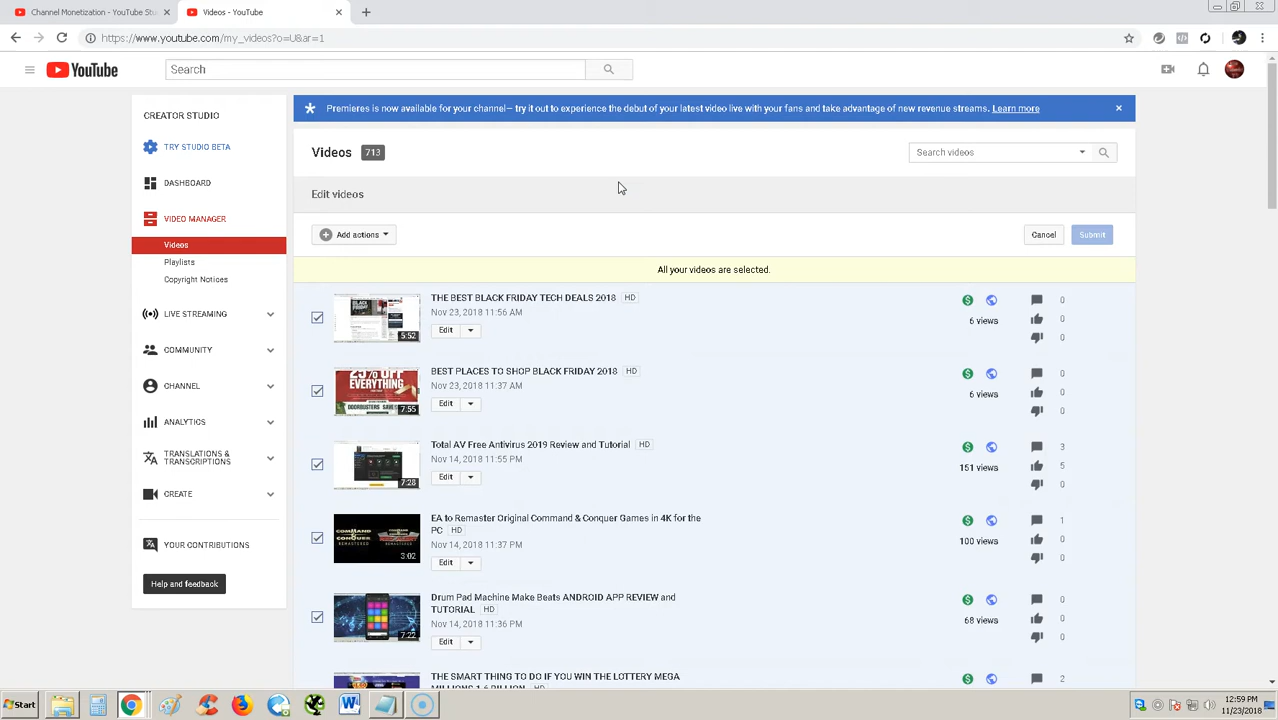 Channel Monetization - YouTube Stu
Videos - YouTube
https://www.youtube.com/my_videos?o=U&ar=1
YouTube
Search
CREATOR STUDIO
TRY STUDIO BETA
DASHBOARD
VIDEO MANAGER
Videos
Playlists
Copyright Notices
LIVE STREAMING
COMMUNITY
CHANNEL
ANALYTICS
TRANSLATIONS &
TRANSCRIPTIONS
CREATE
YOUR CONTRIBUTIONS
Help and feedback
Premieres is now available for your channel— try it out to experience the debut of your latest video live with your fans and take advantage of new revenue streams. Learn more
Videos 713
Search videos
Edit videos
Add actions
Cancel
Submit
All your videos are selected.
5:52
THE BEST BLACK FRIDAY TECH DEALS 2018 HD
Nov 23, 2018 11:56 AM
Edit
6 views
0
0
25% OFF
EVERYTHING
DOORBUSTERS
7:55
BEST PLACES TO SHOP BLACK FRIDAY 2018 HD
Nov 23, 2018 11:37 AM
Edit
6 views
0
0
0
7:28
Total AV Free Antivirus 2019 Review and Tutorial HD
Nov 14, 2018 11:55 PM
Edit
151 views
3
5
0
COMMAND
CONQUER
REMASTERED
3:02
EA to Remaster Original Command & Conquer Games in 4K for the
PC HD
Nov 14, 2018 11:37 PM
Edit
100 views
1
0
0
7:22
Drum Pad Machine Make Beats ANDROID APP REVIEW and
TUTORIAL HD
Nov 14, 2018 11:36 PM
Edit
68 views
0
0
0
THE SMART THING TO DO IF YOU WIN THE LOTTERY MEGA
MILLIONS 1.6 BILLION HD
2
Start
12:59 PM
11/23/2018